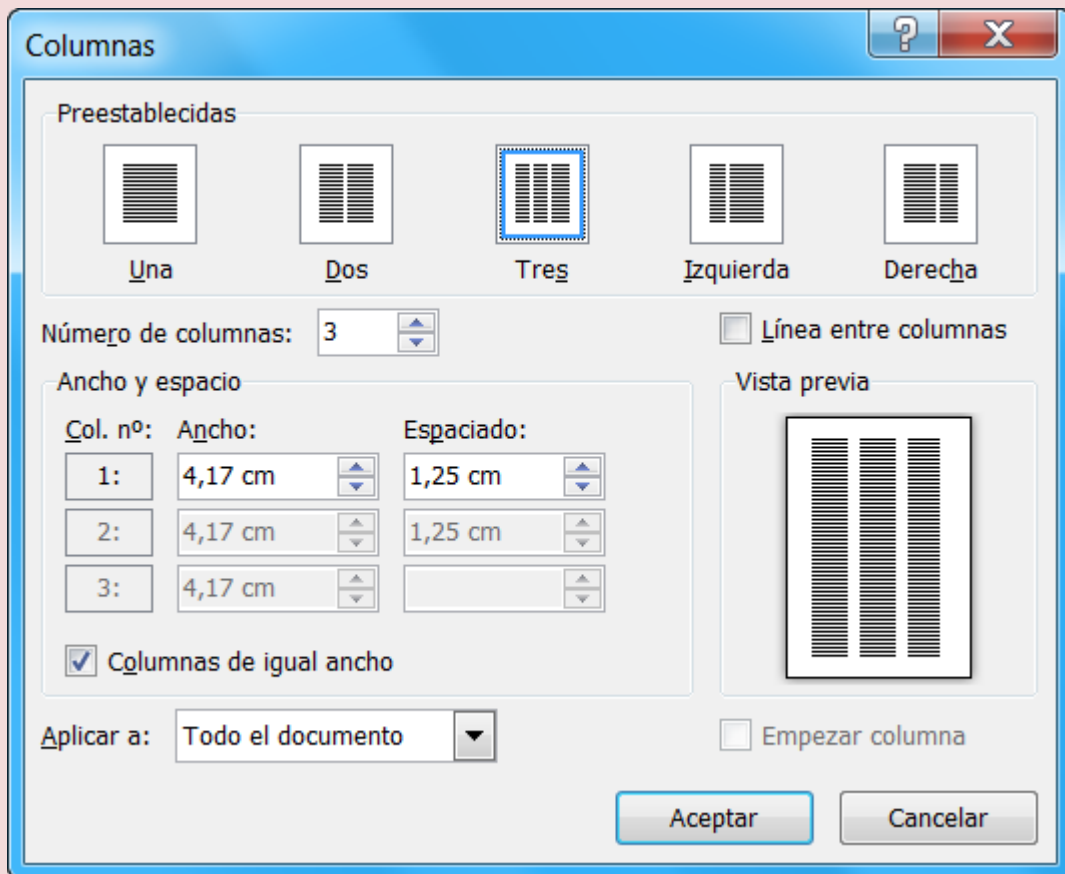 Columnas
Preestablecidas
Una Dos Tres Izquierda Derecha
Número de columnas: 3 Línea entre columnas
Ancho y espacio Vista previa
Col. nº: Ancho: Espaciado:
1: 4,17 cm 1,25 cm
2: 4,17 cm 1,25 cm
3: 4,17 cm
Columnas de igual ancho
Aplicar a: Todo el documento Empezar columna
Aceptar Cancelar